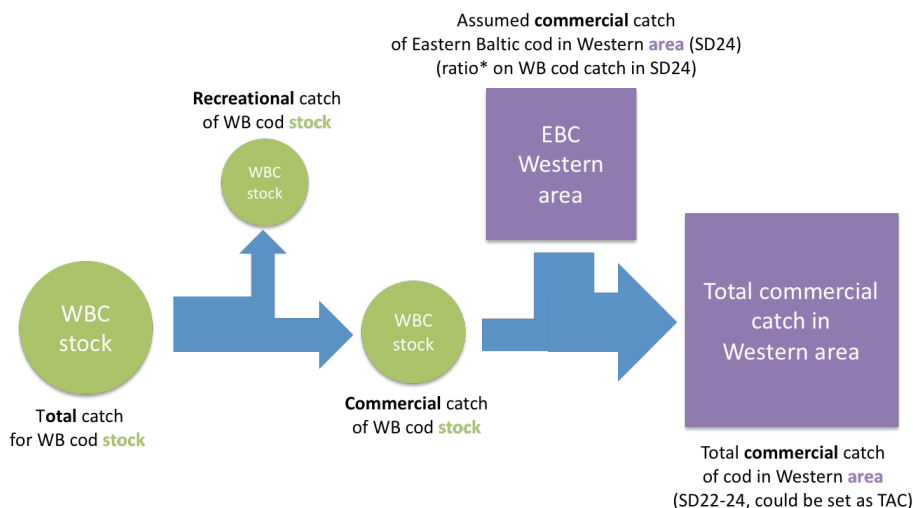 Assumed commercial catch
of Eastern Baltic cod in Western area (SD24)
(ratio* on WB cod catch in SD24)
Recreational catch
of WB cod stock
WBC
stock
EBC
Western
area
WBC
stock
Total catch
for WB cod stock
WBC
stock
Commercial catch
of WB cod stock
Total commercial
catch in
Western area
Total commercial catch
of cod in Western area
(SD22-24, could be set as TAC)